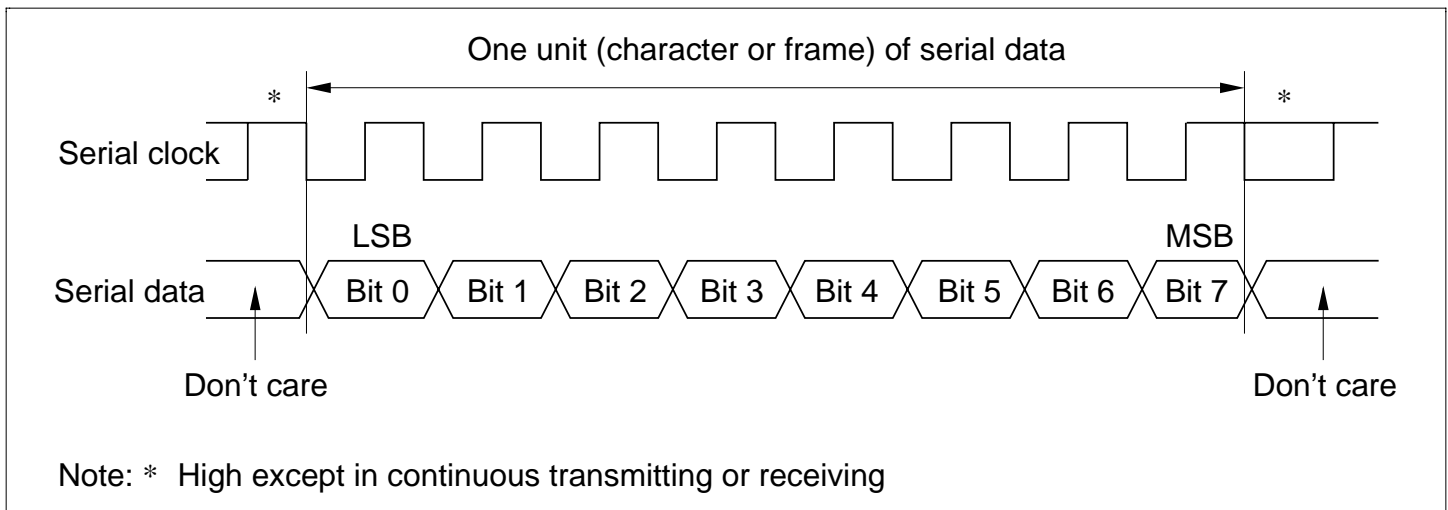 One unit (character or frame) of serial data
* *
Serial clock
LSB MSB
Serial data Bit 0 Bit 1 Bit 2 Bit 3 Bit 4 Bit 5 Bit 6 Bit 7
Don’t care Don’t care
Note: * High except in continuous transmitting or receiving